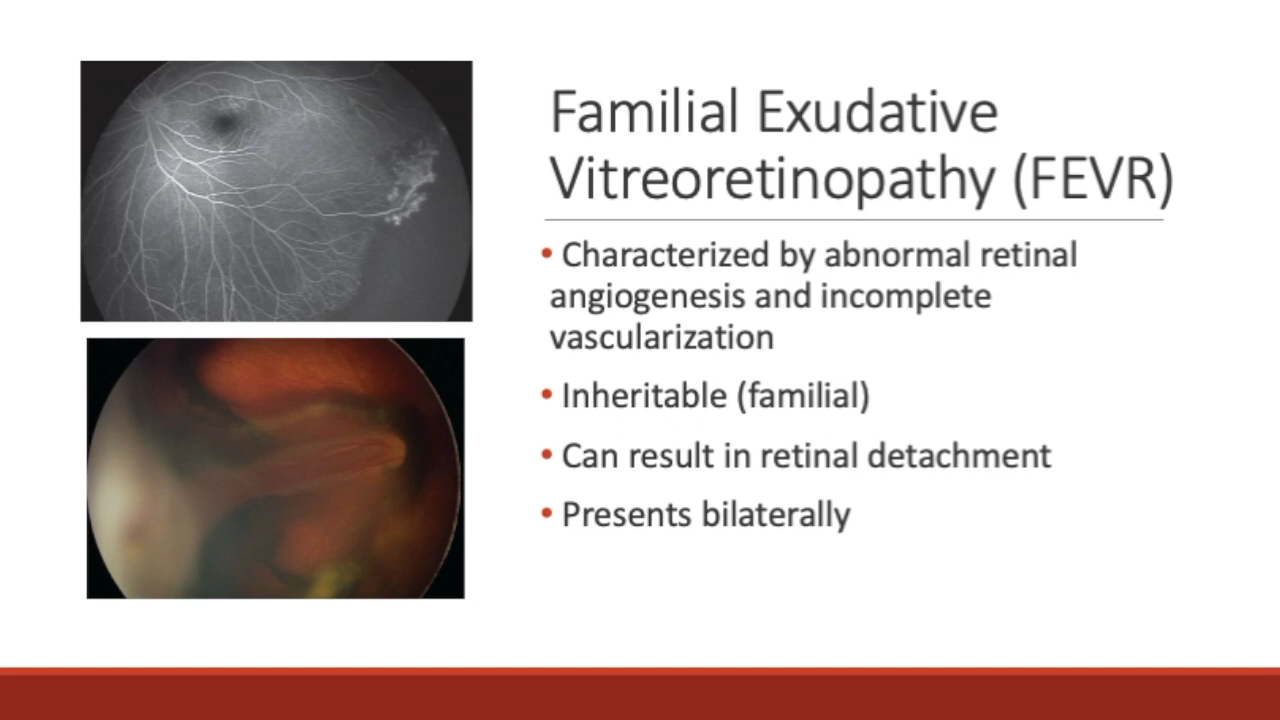 Familial Exudative
Vitreoretinopathy (FEVR)
• Characterized by abnormal retinal
angiogenesis and incomplete
vascularization
• Inheritable (familial)
• Can result in retinal detachment
• Presents bilaterally